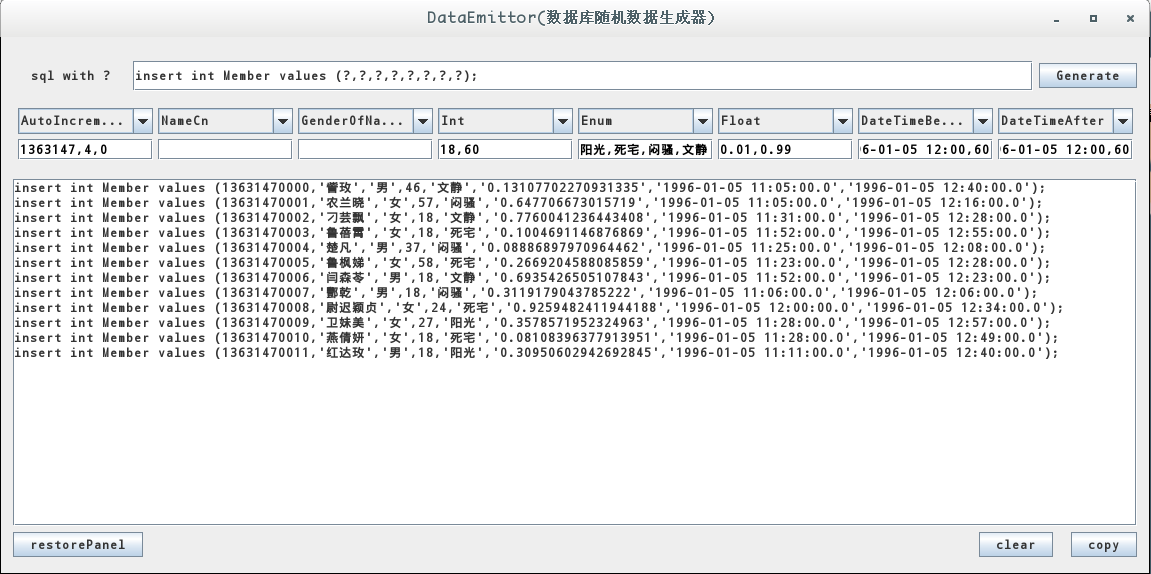 DataEmittor(数据库随机数据生成器)
sql with ? insert int Member values (?,?,?,?,?,?,?,?); Generate
AutoIncrem... NameCn GenderOfNa... Int Enum Float DateTimeBe... DateTimeAfter
1363147,4,0 18,60 阳光,死宅,闷骚,文静 0.01,0.99 6-01-05 12:00,60 6-01-05 12:00,60
insert int Member values (13631470000,'訾玫','男',46,'文静','0.13107702270931335','1996-01-05 11:05:00.0','1996-01-05 12:40:00.0');
insert int Member values (13631470001,'农兰晓','女',57,'闷骚','0.647706673015719','1996-01-05 11:05:00.0','1996-01-05 12:16:00.0');
insert int Member values (13631470002,'刁芸飘','女',18,'文静','0.7760041236443408','1996-01-05 11:31:00.0','1996-01-05 12:28:00.0');
insert int Member values (13631470003,'鲁蓓霄','女',18,'死宅','0.1004691146876869','1996-01-05 11:52:00.0','1996-01-05 12:55:00.0');
insert int Member values (13631470004,'楚凡','男',37,'闷骚','0.08886897970964462','1996-01-05 11:25:00.0','1996-01-05 12:08:00.0');
insert int Member values (13631470005,'鲁枫娣','女',58,'死宅','0.2669204588085859','1996-01-05 11:23:00.0','1996-01-05 12:28:00.0');
insert int Member values (13631470006,'闫森苓','男',18,'文静','0.6935426505107843','1996-01-05 11:52:00.0','1996-01-05 12:23:00.0');
insert int Member values (13631470007,'酆乾','男',18,'闷骚','0.3119179043785222','1996-01-05 11:06:00.0','1996-01-05 12:06:00.0');
insert int Member values (13631470008,'尉迟颖贞','女',24,'死宅','0.9259482411944188','1996-01-05 12:00:00.0','1996-01-05 12:34:00.0');
insert int Member values (13631470009,'卫妹美','女',27,'阳光','0.3578571952324963','1996-01-05 11:28:00.0','1996-01-05 12:57:00.0');
insert int Member values (13631470010,'燕倩妍','女',18,'死宅','0.08108396377913951','1996-01-05 11:28:00.0','1996-01-05 12:49:00.0');
insert int Member values (13631470011,'红达玫','男',18,'阳光','0.30950602942692845','1996-01-05 11:11:00.0','1996-01-05 12:40:00.0');
restorePanel clear copy